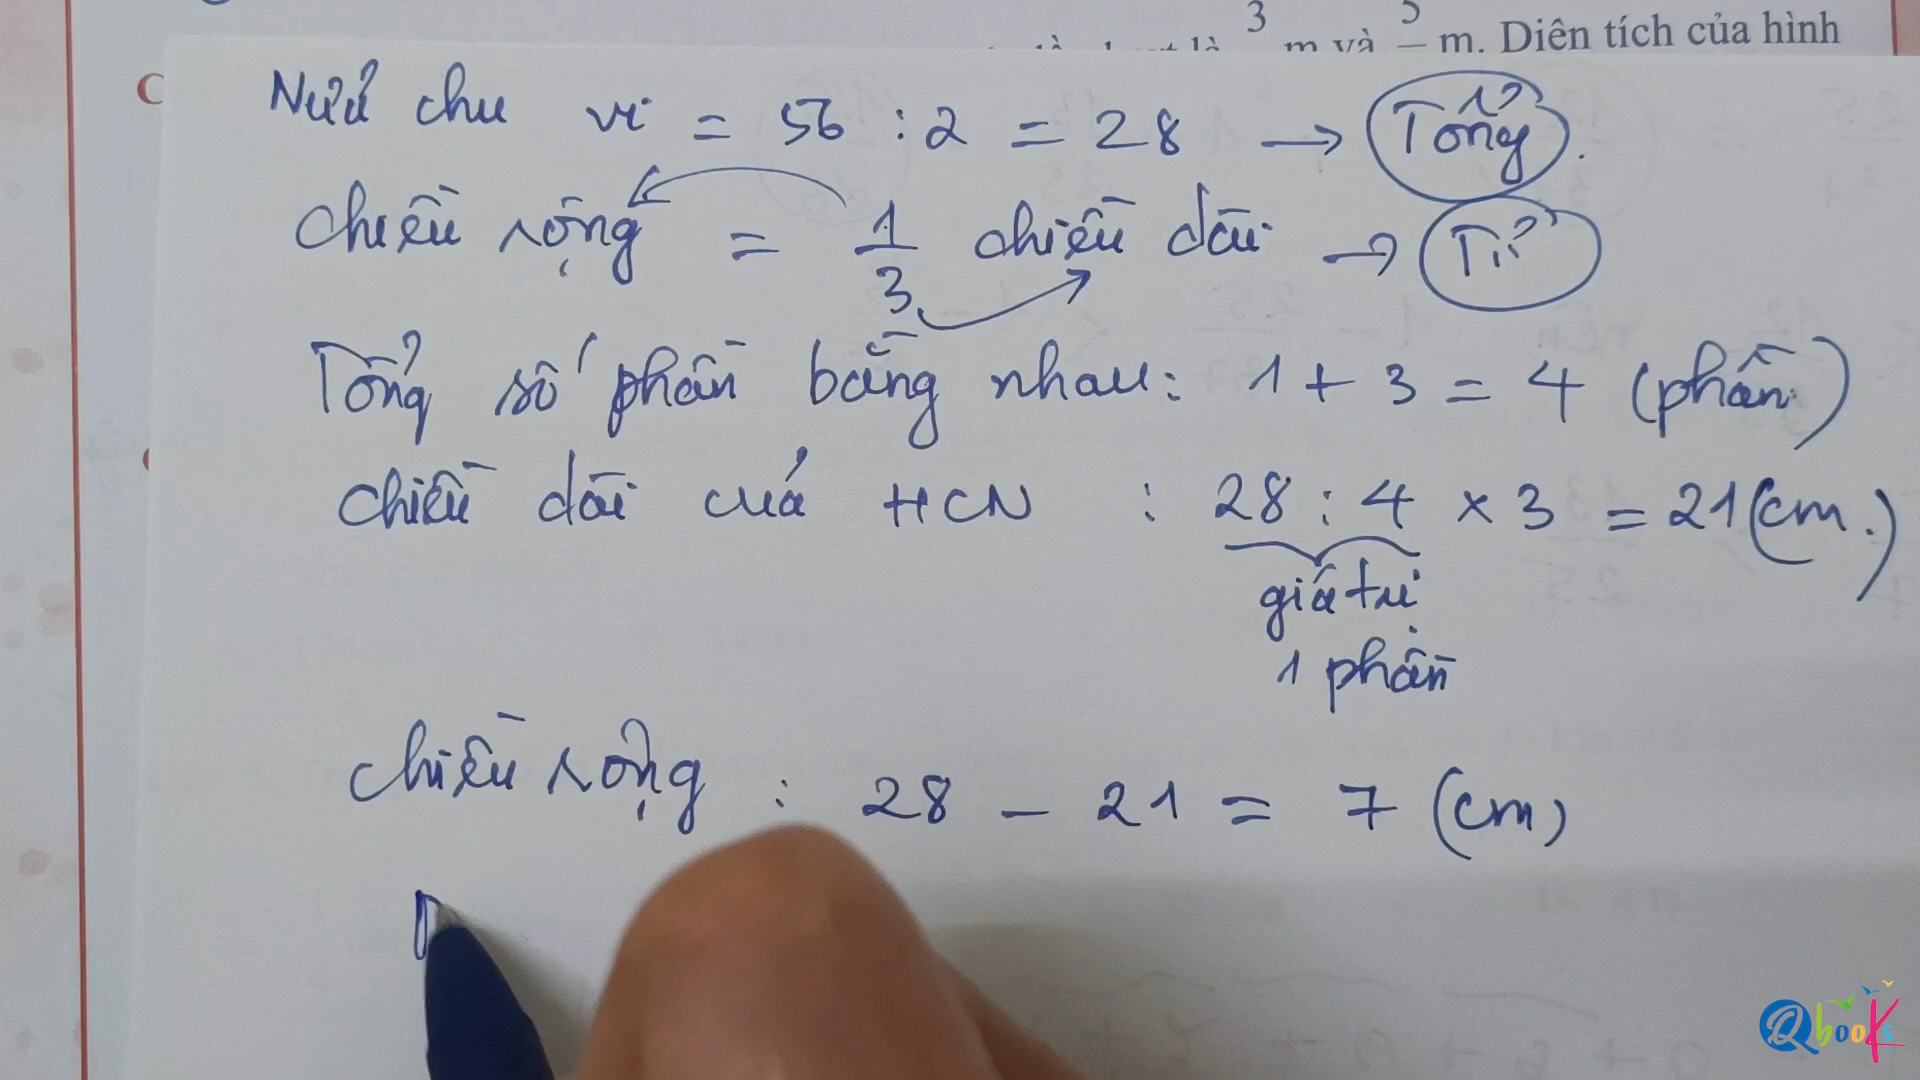 m và m. Diện tích của hình
Nửa chu vi = 56 : 2 = 28 → Tổng.
Chiều rộng = 1/3 chiều dài → Tỉ
Tổng số phần bằng nhau: 1 + 3 = 4 (phần)
Chiều dài của HCN : 28 : 4 × 3 = 21 (cm.)
giá trị
1 phần
Chiều rộng : 28 - 21 = 7 (cm)
Qbook